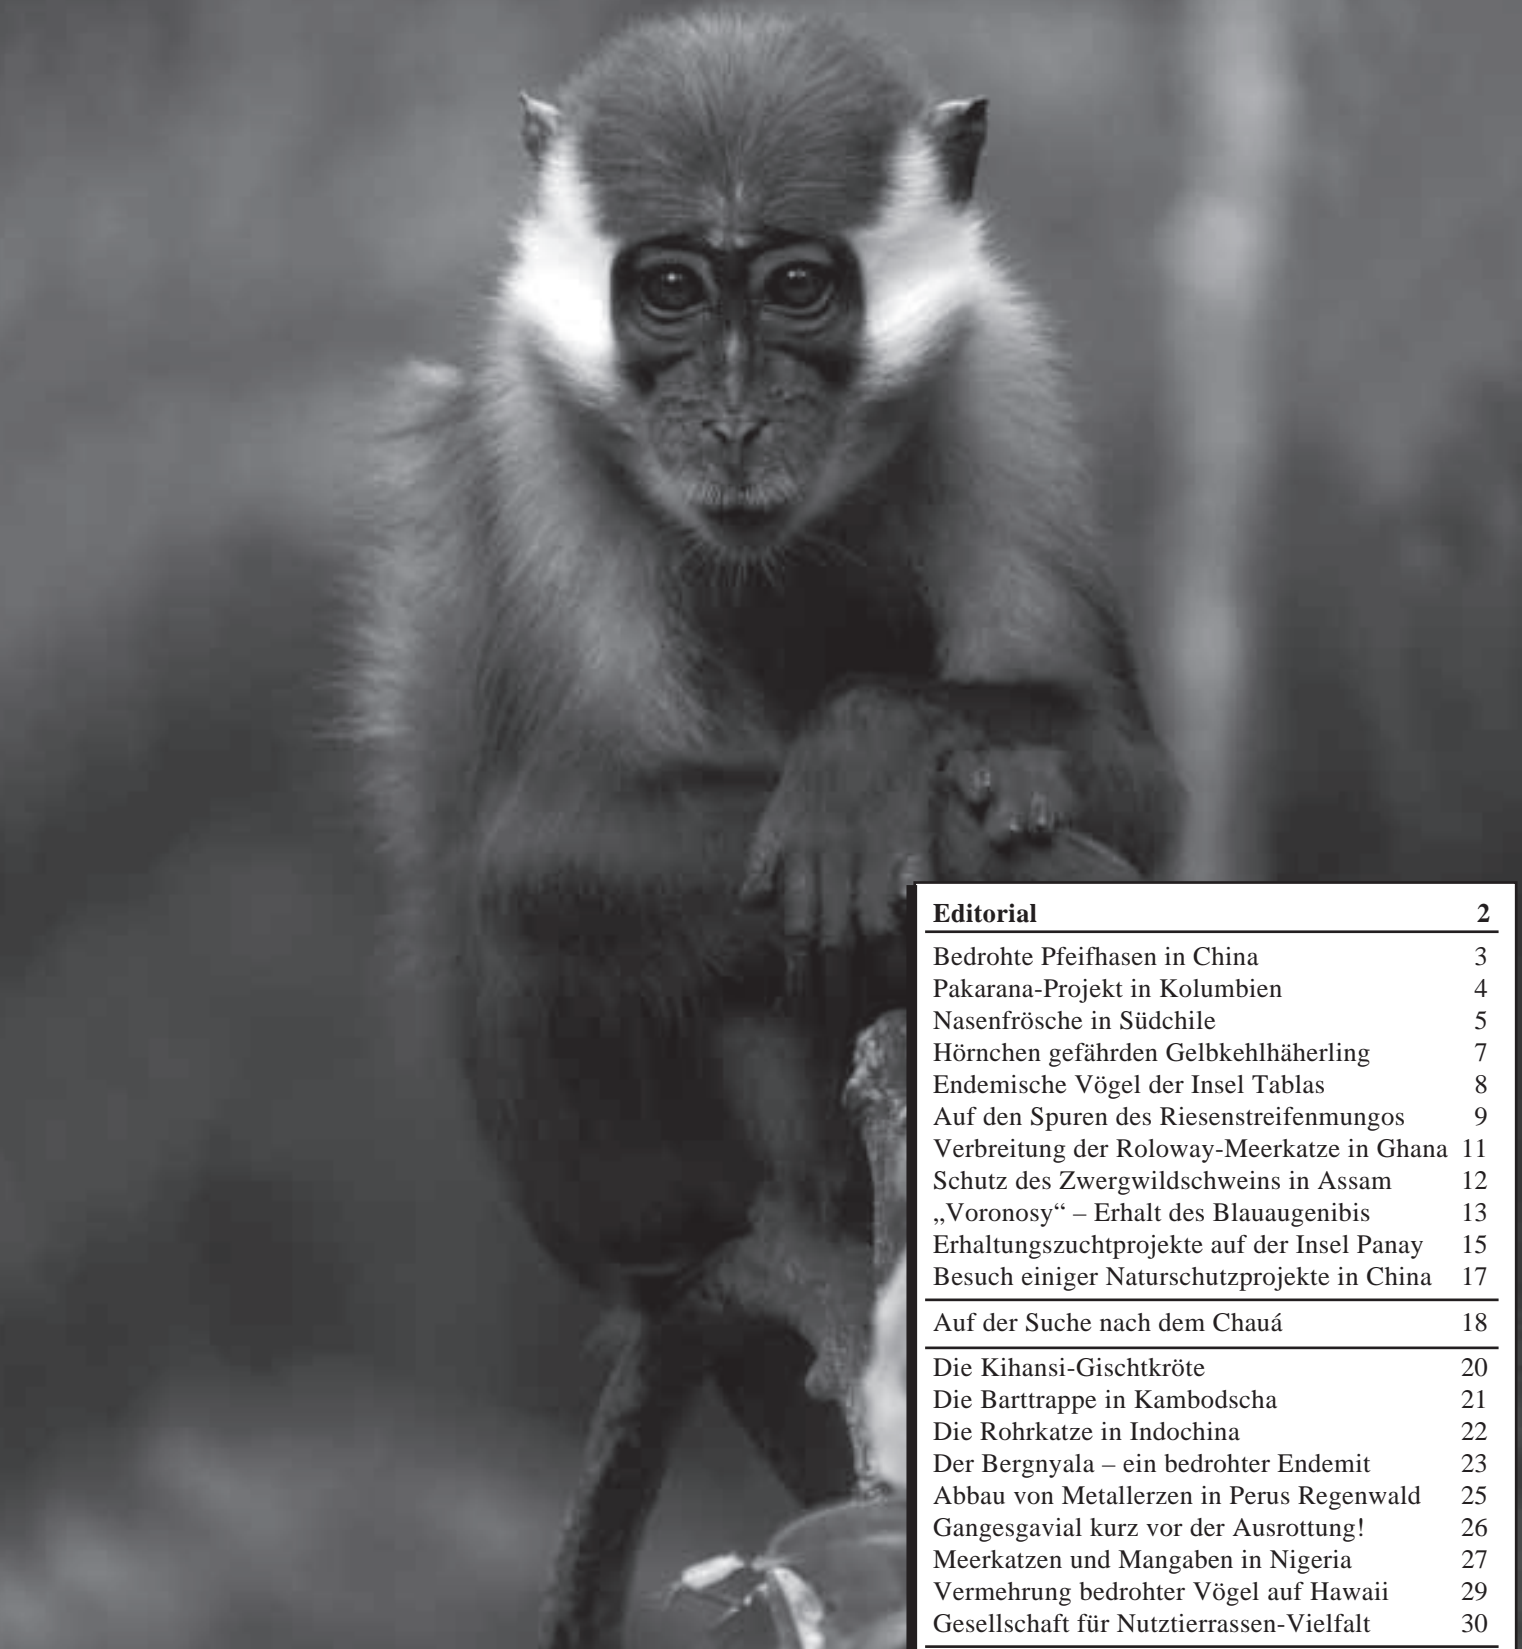 Editorial 2
Bedrohte Pfeifhasen in China 3
Pakarana-Projekt in Kolumbien 4
Nasenfrösche in Südchile 5
Hörnchen gefährden Gelbkehlhäherling 7
Endemische Vögel der Insel Tablas 8
Auf den Spuren des Riesenstreifenmungos 9
Verbreitung der Roloway-Meerkatze in Ghana 11
Schutz des Zwergwildschweins in Assam 12
„Voronosy“ – Erhalt des Blauaugenibis 13
Erhaltungszuchtprojekte auf der Insel Panay 15
Besuch einiger Naturschutzprojekte in China 17
Auf der Suche nach dem Chauá 18
Die Kihansi-Gischtkröte 20
Die Barttrappe in Kambodscha 21
Die Rohrkatze in Indochina 22
Der Bergnyala – ein bedrohter Endemit 23
Abbau von Metallerzen in Perus Regenwald 25
Gangesgavial kurz vor der Ausrottung! 26
Meerkatzen und Mangaben in Nigeria 27
Vermehrung bedrohter Vögel auf Hawaii 29
Gesellschaft für Nutztierrassen-Vielfalt 30